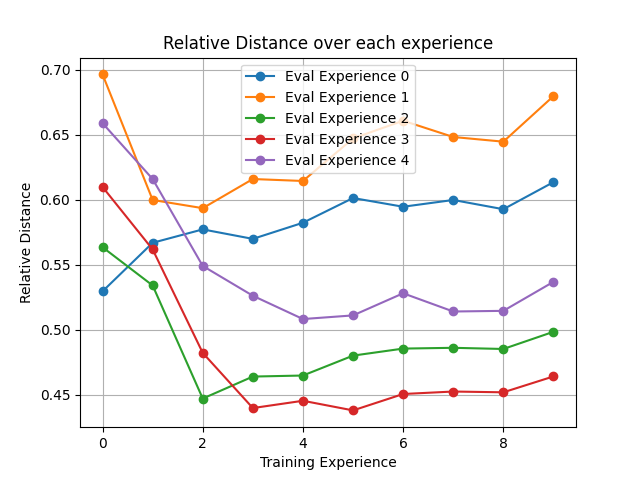 Relative Distance over each experience
Eval Experience 0
Eval Experience 1
Eval Experience 2
Eval Experience 3
Eval Experience 4
0.70
0.65
0.60
0.55
0.50
0.45
Relative Distance
0 2 4 6 8
Training Experience